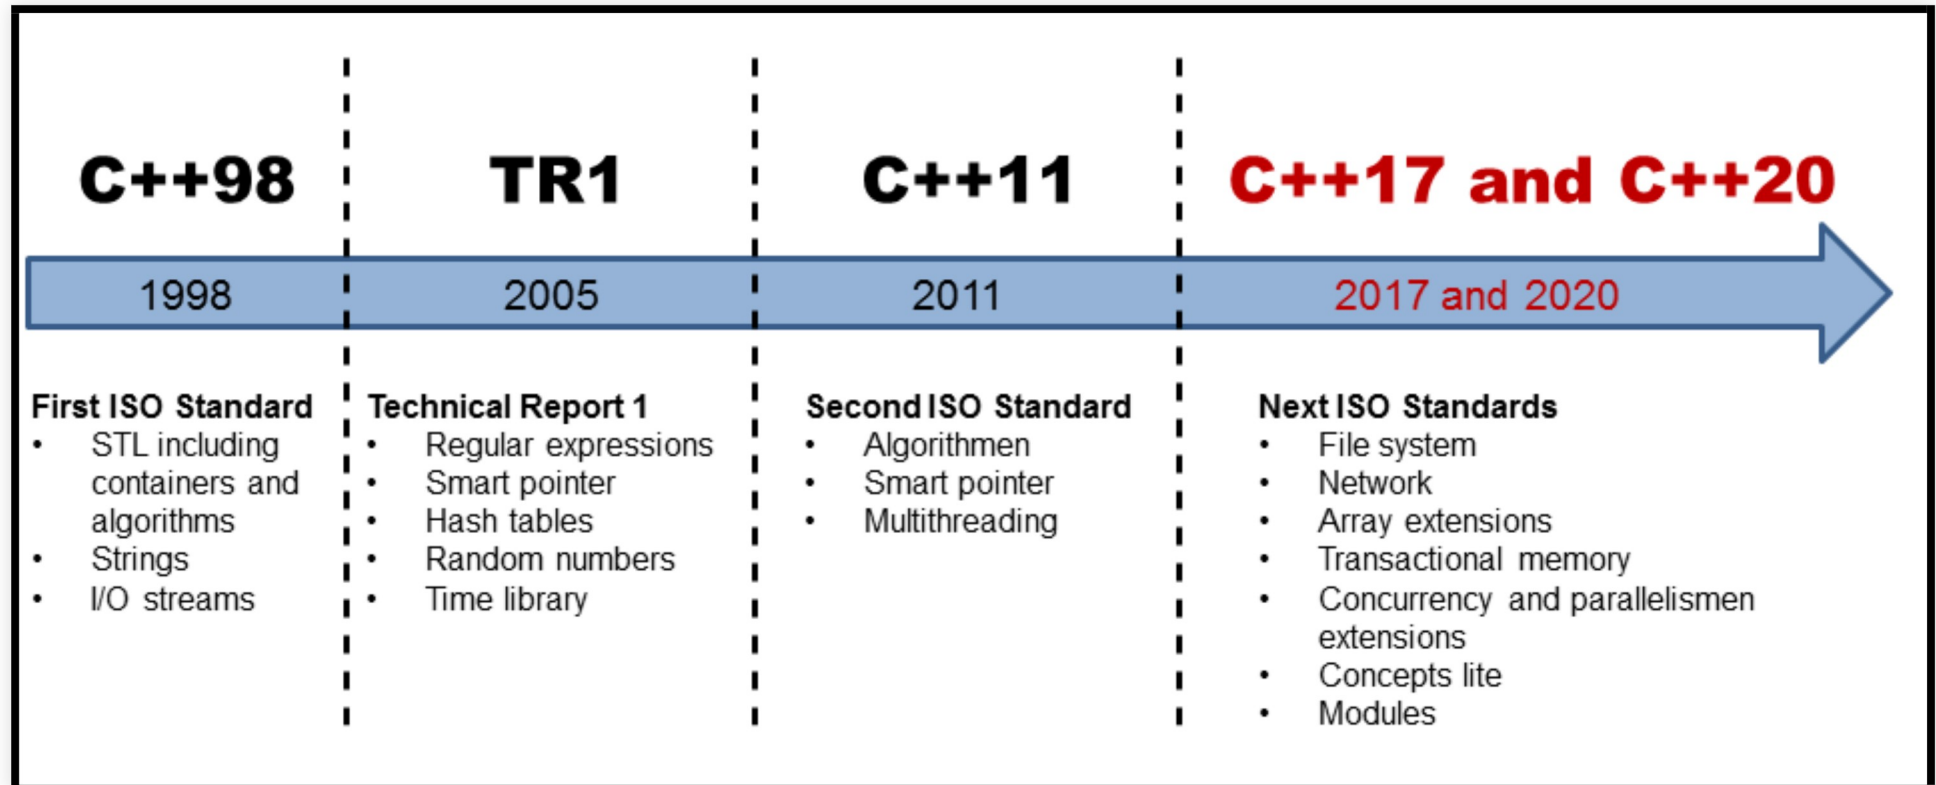 C++98
TR1
C++11
C++17 and C++20
1998
2005
2011
2017 and 2020
First ISO Standard
• STL including
containers and
algorithms
• Strings
• I/O streams
Technical Report 1
• Regular expressions
• Smart pointer
• Hash tables
• Random numbers
• Time library
Second ISO Standard
• Algorithmen
• Smart pointer
• Multithreading
Next ISO Standards
• File system
• Network
• Array extensions
• Transactional memory
• Concurrency and parallelismen
extensions
• Concepts lite
• Modules